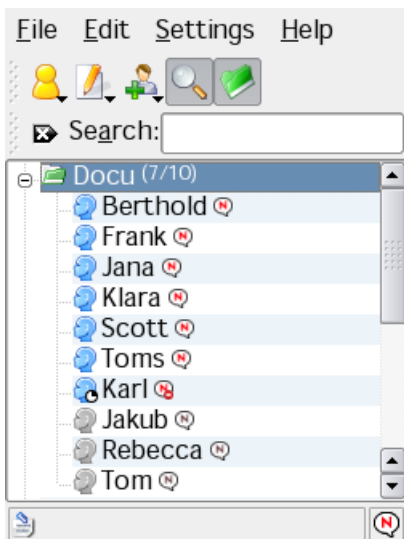 File Edit Settings Help
Search:
Docu (7/10)
Berthold
Frank
Jana
Klara
Scott
Toms
Karl
Jakub
Rebecca
Tom